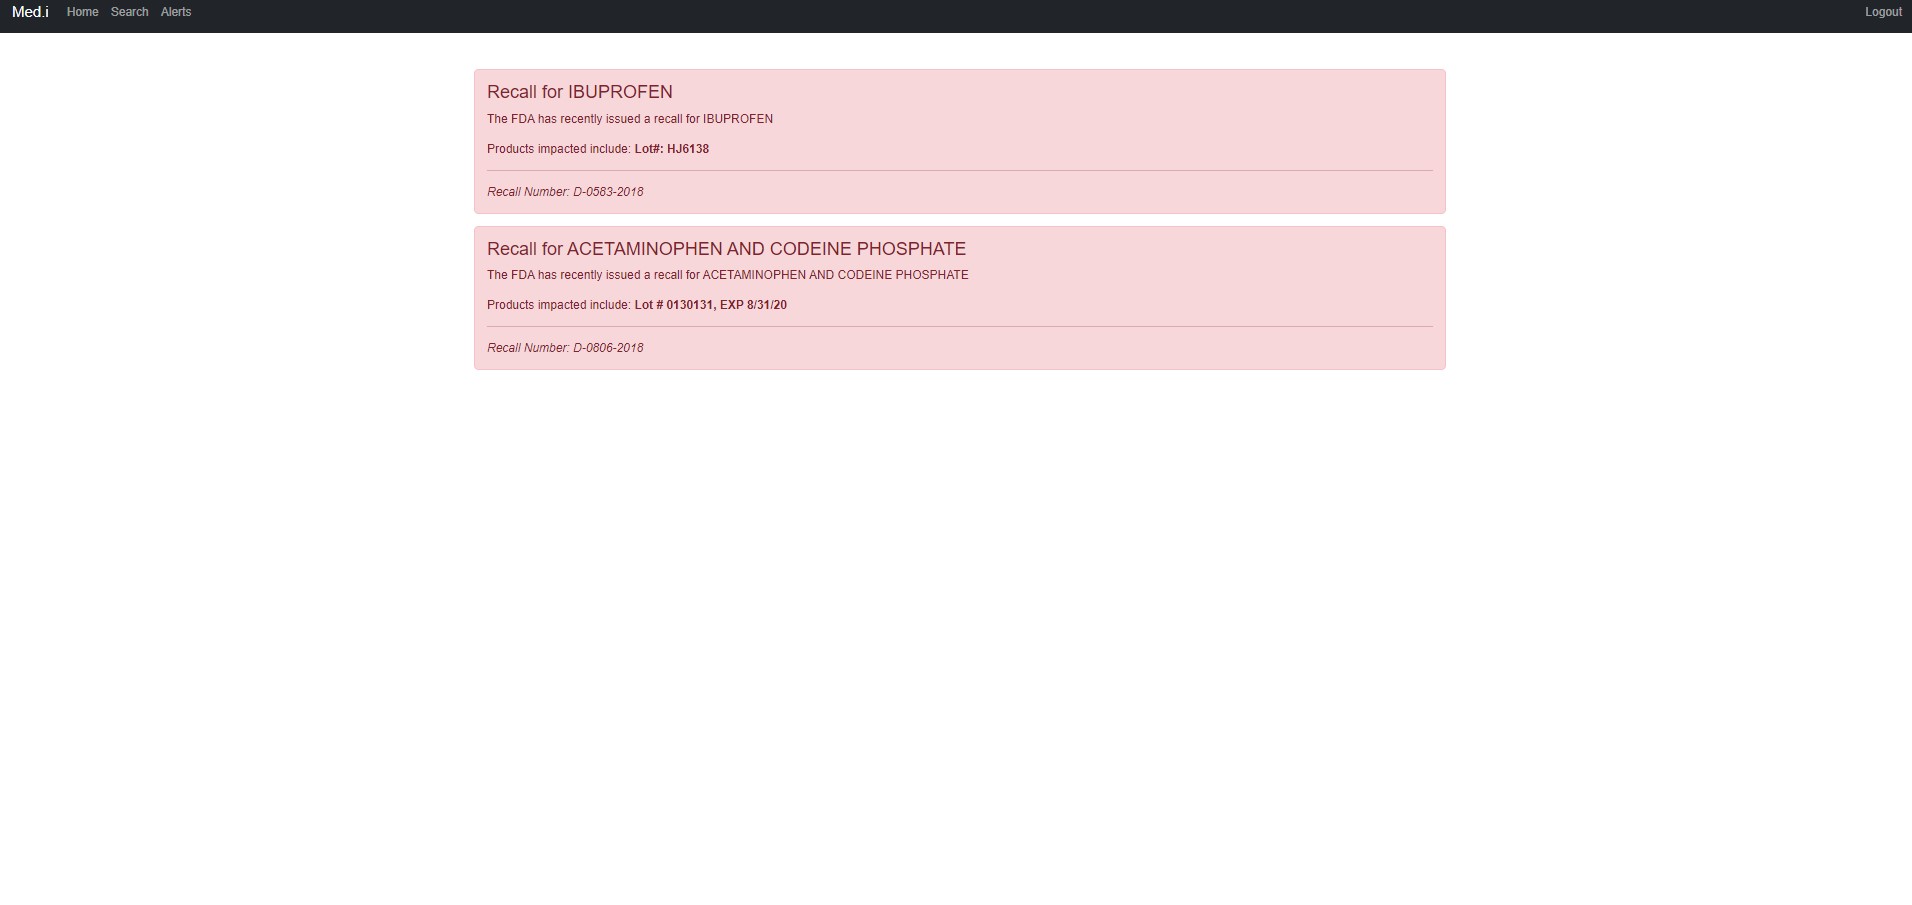 Med.i Home Search Alerts Logout
Recall for IBUPROFEN
The FDA has recently issued a recall for IBUPROFEN
Products impacted include: Lot#: HJ6138
Recall Number: D-0583-2018
Recall for ACETAMINOPHEN AND CODEINE PHOSPHATE
The FDA has recently issued a recall for ACETAMINOPHEN AND CODEINE PHOSPHATE
Products impacted include: Lot # 0130131, EXP 8/31/20
Recall Number: D-0806-2018